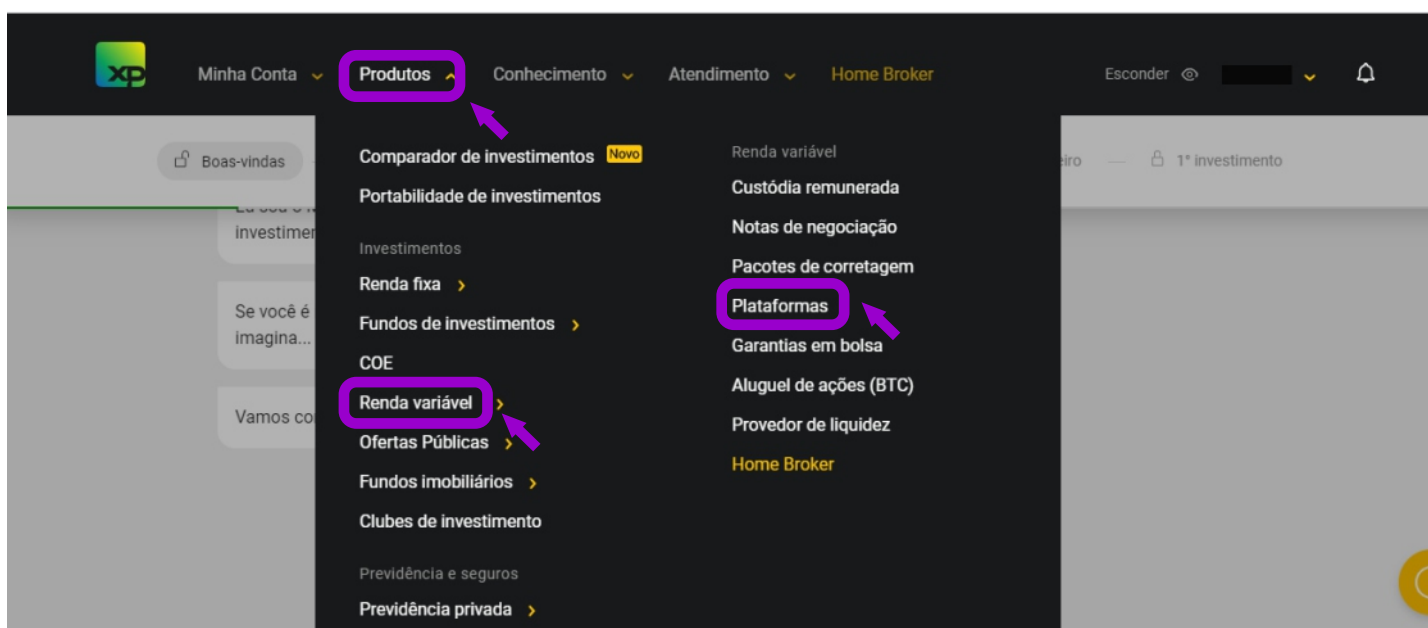 xp
Minha Conta
Produtos
Conhecimento
Atendimento
Home Broker
Esconder
Boas-vindas
1° investimento
investimen
Se você é
imagina...
Vamos co
Comparador de investimentos Novo
Portabilidade de investimentos
Investimentos
Renda fixa
Fundos de investimentos
COE
Renda variável
Ofertas Públicas
Fundos imobiliários
Clubes de investimento
Previdência e seguros
Previdência privada
Renda variável
Custódia remunerada
Notas de negociação
Pacotes de corretagem
Plataformas
Garantias em bolsa
Aluguel de ações (BTC)
Provedor de liquidez
Home Broker